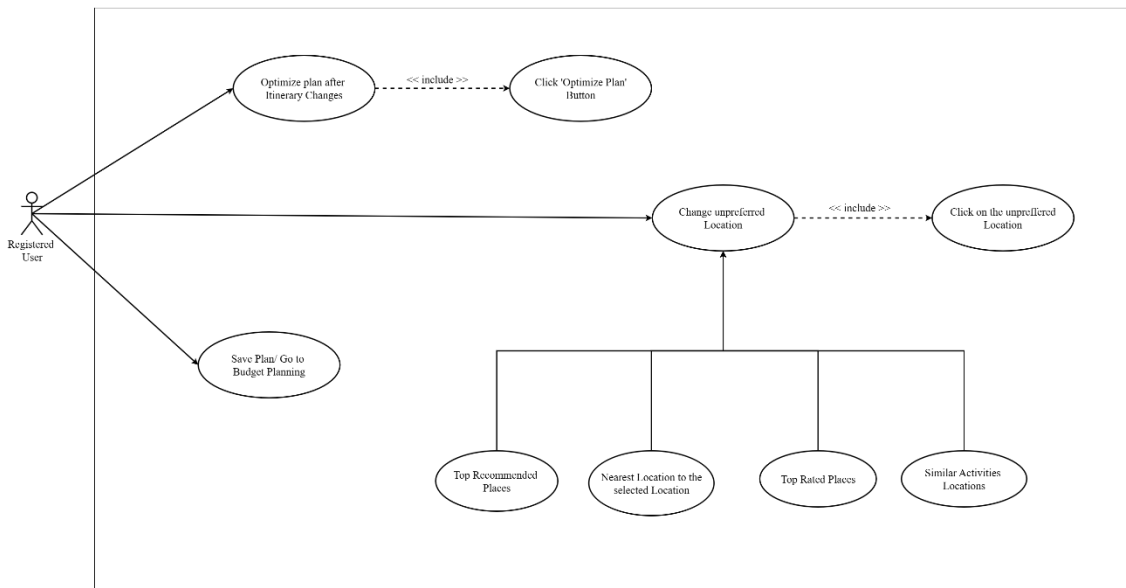 Optimize plan after
Itinerary Changes
<< include >>
Click 'Optimize Plan'
Button
Registered
User
Change unpreferred
Location
<< include >>
Click on the unpreffered
Location
Save Plan/ Go to
Budget Planning
Top Recommended
Places
Nearest Location to the
selected Location
Top Rated Places
Similar Activities
Locations